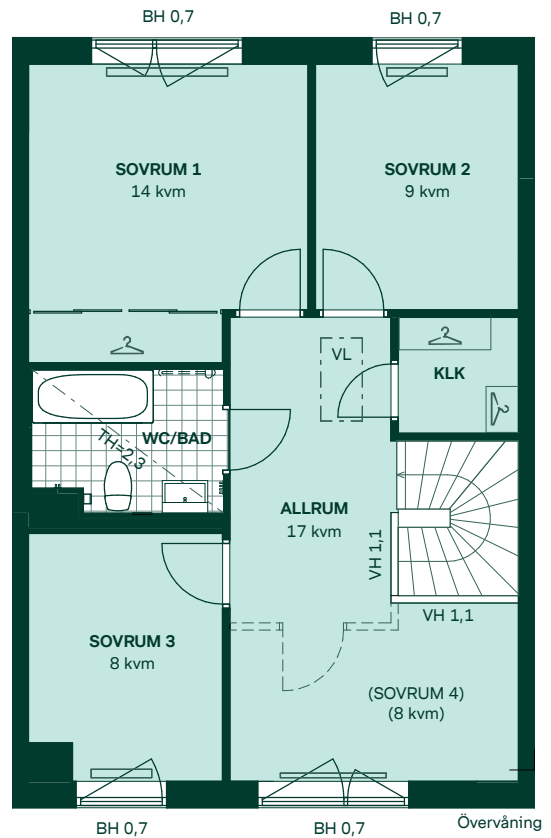 BH 0,7
BH 0,7
SOVRUM 1
14 kvm
SOVRUM 2
9 kvm
VL
KLK
WC/BAD
TH=2,3
ALLRUM
17 kvm
VH 1,1
VH 1,1
SOVRUM 3
8 kvm
(SOVRUM 4)
(8 kvm)
BH 0,7
BH 0,7
Övervåning